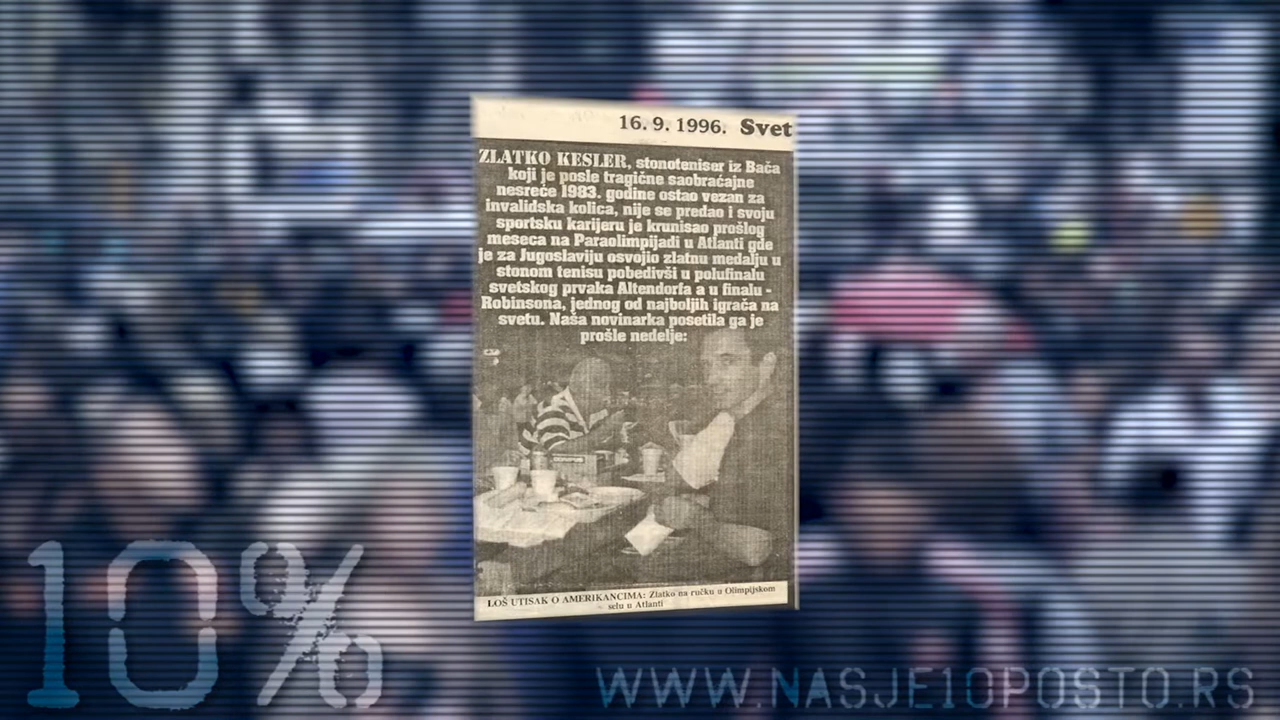 16. 9. 1996. Svet
ZLATKO KESLER, stonoteniser iz Bača
koji je posle tragične saobraćajne
nesreće 1983. godine ostao vezan za
invalidska kolica, nije se predao i svoju
sportsku karijeru je krunisao prošlog
meseca na Paraolimpijadi u Atlanti gde
je za Jugoslaviju osvojio zlatnu medalju u
stonom tenisu pobedivši u polufinalu
svetskog prvaka Altendorfa a u finalu -
Robinsona, jednog od najboljih igrača na
svetu. Naša novinarka posetila ga je
prošle nedelje:
LOŠ UTISAK O AMERIKANCIMA: Zlatko na ručku u Olimpijskom
selu u Atlanti
10%
WWW.NASJE10POSTO.RS